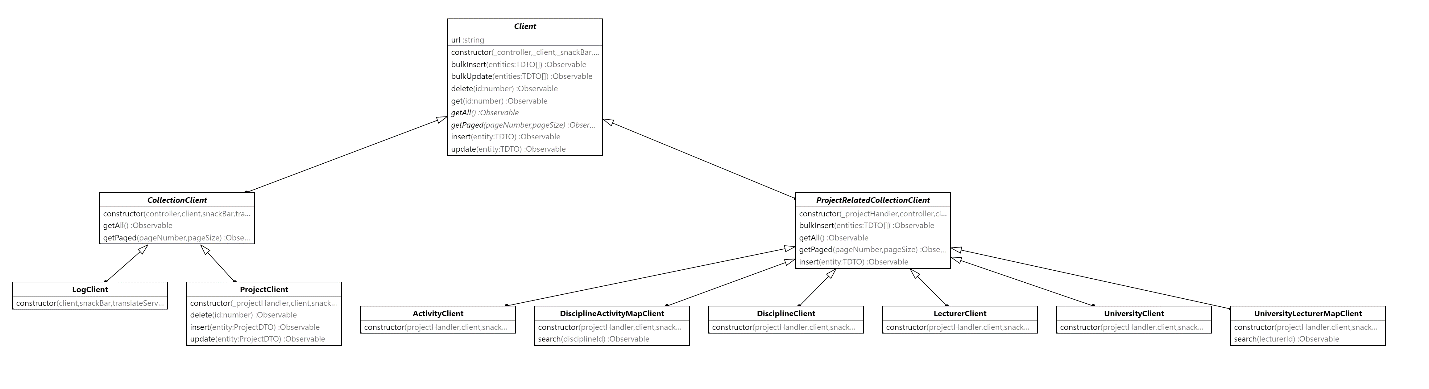 Client
url :string
constructor(_controller,_client,_snackBar,...
bulkInsert(entities:TDTO[]) :Observable
bulkUpdate(entities:TDTO[]) :Observable
delete(id:number) :Observable
get(id:number) :Observable
getAll() :Observable
getPaged(pageNumber,pageSize) :Obser...
insert(entity:TDTO) :Observable
update(entity:TDTO) :Observable
CollectionClient
constructor(controller,client,snackBar,tra...
getAll() :Observable
getPaged(pageNumber,pageSize) :Obse...
ProjectRelatedCollectionClient
constructor(_projectHandler,controller,cl...
bulkInsert(entities:TDTO[]) :Observable
getAll() :Observable
getPaged(pageNumber,pageSize) :Obse...
insert(entity:TDTO) :Observable
LogClient
constructor(client,snackBar,translateServ...
ProjectClient
constructor(_projectHandler,client,snack...
delete(id:number) :Observable
insert(entity:ProjectDTO) :Observable
update(entity:ProjectDTO) :Observable
ActivityClient
constructor(projectHandler,client,snack...
DisciplineActivityMapClient
constructor(projectHandler,client,snack...
search(disciplineId) :Observable
DisciplineClient
constructor(projectHandler,client,snack...
LecturerClient
constructor(projectHandler,client,snack...
UniversityClient
constructor(projectHandler,client,snack...
UniversityLecturerMapClient
constructor(projectHandler,client,snack...
search(lecturerId) :Observable